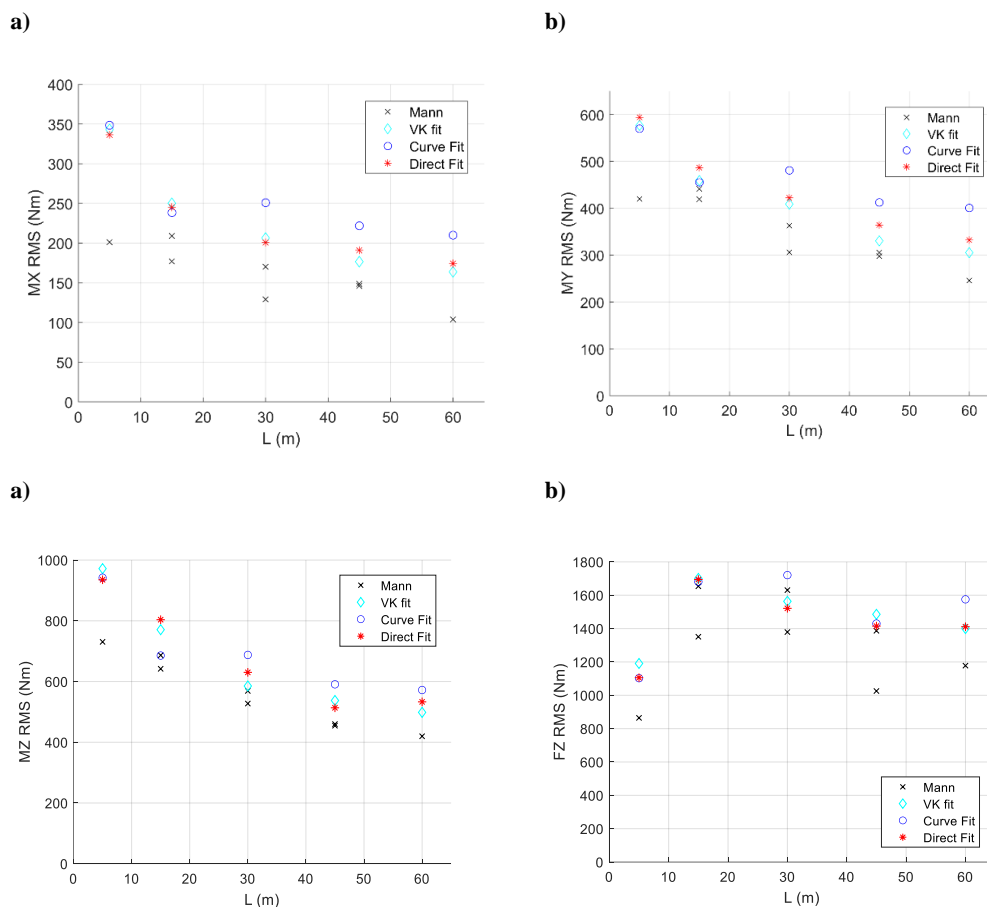 a)
b)
400
350
300
250
200
150
100
50
0
MX RMS (Nm)
0 10 20 30 40 50 60
L (m)
Mann
VK fit
Curve Fit
Direct Fit
600
500
400
300
200
100
0
MY RMS (Nm)
0 10 20 30 40 50 60
L (m)
Mann
VK fit
Curve Fit
Direct Fit
a)
b)
1000
800
600
400
200
0
MZ RMS (Nm)
0 10 20 30 40 50 60
L (m)
Mann
VK fit
Curve Fit
Direct Fit
1800
1600
1400
1200
1000
800
600
400
200
0
FZ RMS (Nm)
0 10 20 30 40 50 60
L (m)
Mann
VK fit
Curve Fit
Direct Fit